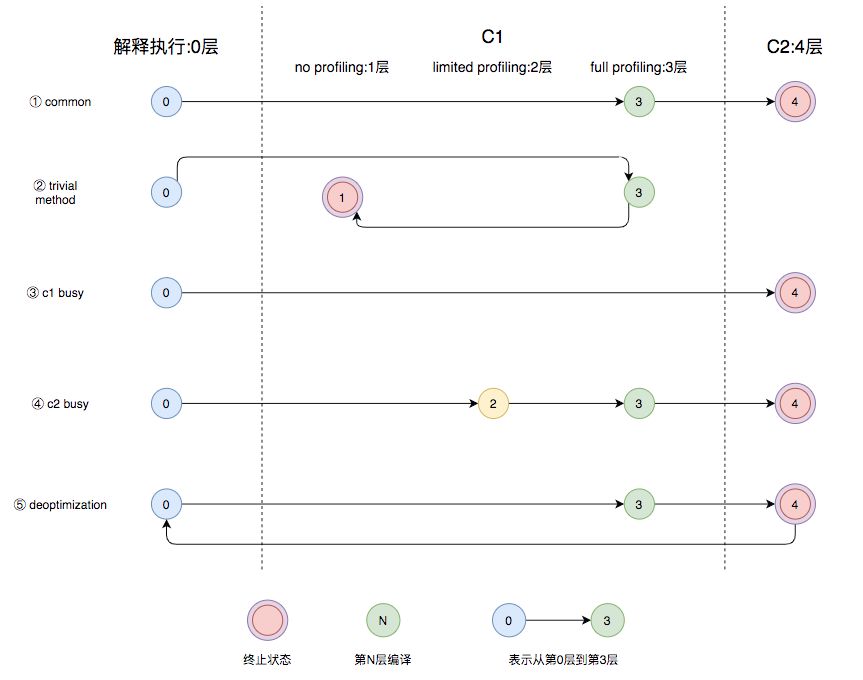 解释执行:0层
C1
C2:4层
no profiling:1层
limited profiling:2层
full profiling:3层
① common
0
3
4
② trivial
method
0
1
3
③ c1 busy
0
4
④ c2 busy
0
2
3
4
⑤ deoptimization
0
3
4
N
0
3
终止状态
第N层编译
表示从第0层到第3层